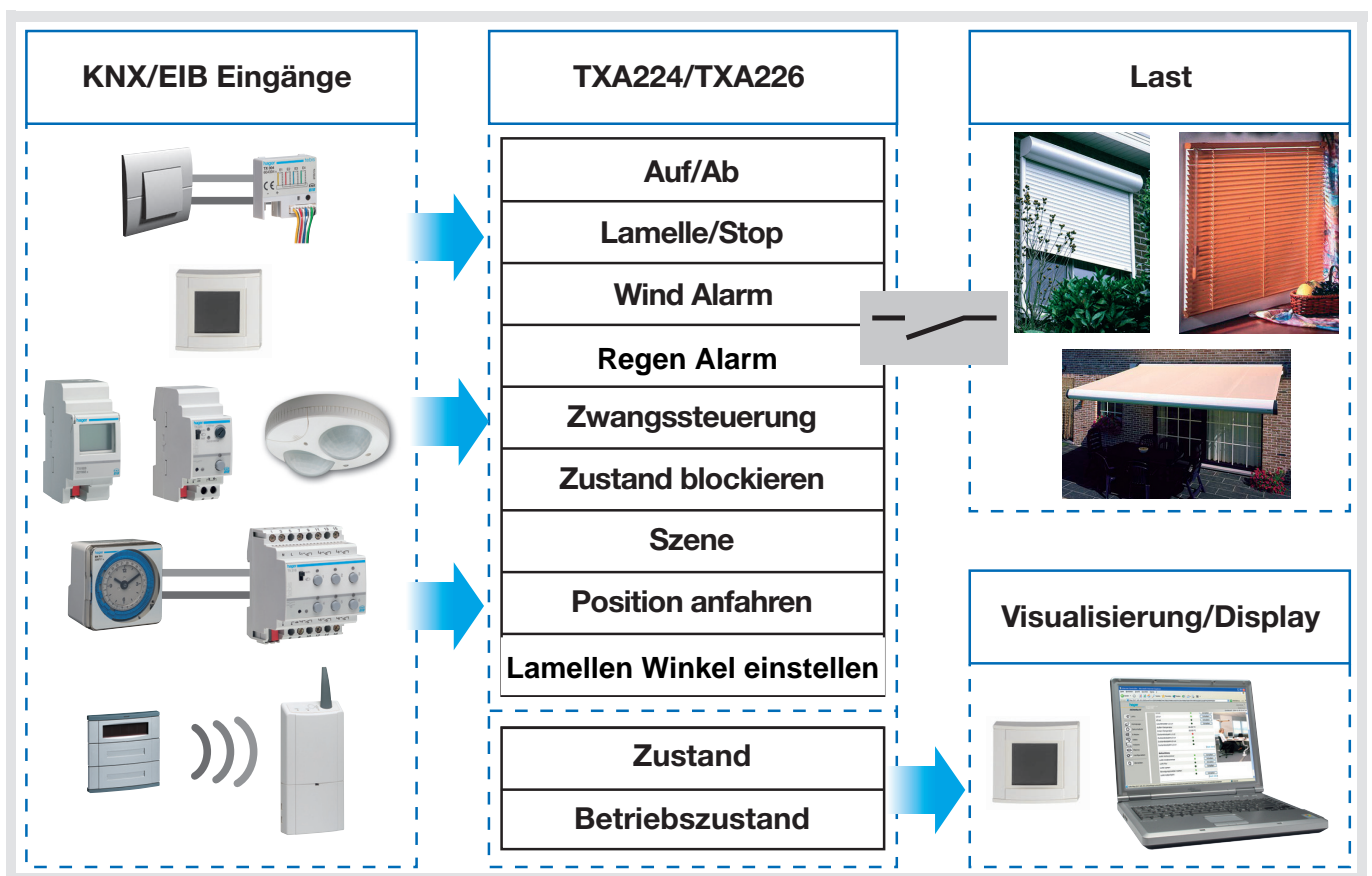 KNX/EIB Eingänge
TXA224/TXA226
Last
Auf/Ab
Lamelle/Stop
Wind Alarm
Regen Alarm
Zwangssteuerung
Zustand blockieren
Szene
Position anfahren
Lamellen Winkel einstellen
Zustand
Betriebszustand
Visualisierung/Display